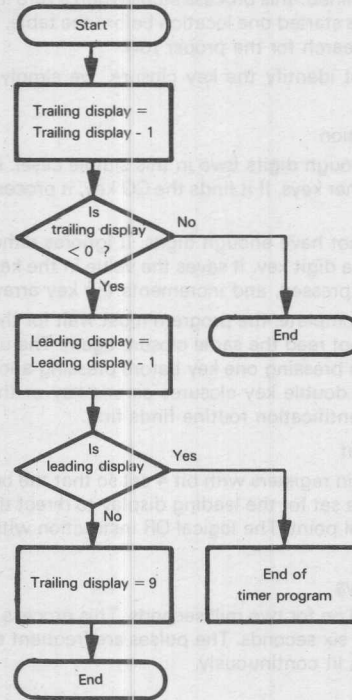 Start
Trailing display =
Trailing display - 1
Is
trailing display
< 0 ?
No
Yes
Leading display =
Leading display - 1
End
Is
leading display
Yes
No
Trailing display = 9
End of
timer program
End